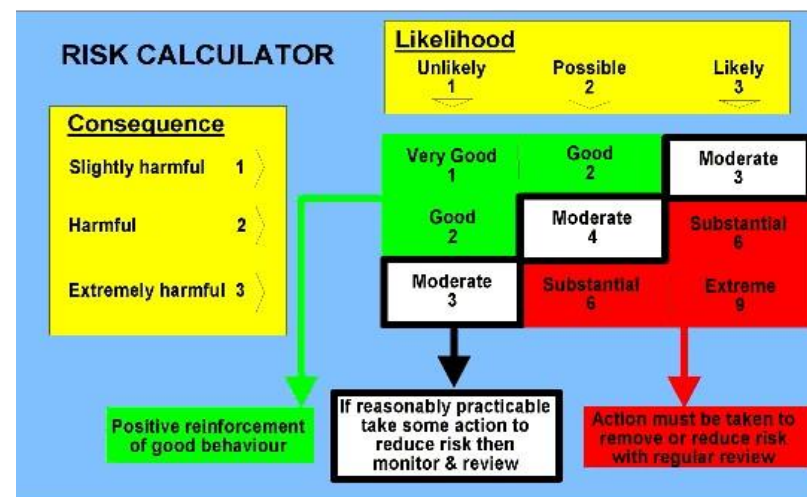 RISK CALCULATOR
Likelihood
Unlikely Possible Likely
1 2 3
Consequence
Slightly harmful 1
Harmful 2
Extremely harmful 3
Very Good Good Moderate
1 2 3
Good Moderate Substantial
2 4 6
Moderate Substantial Extreme
3 6 9
Positive reinforcement
of good behaviour
If reasonably practicable
take some action to
reduce risk then
monitor & review
Action must be taken to
remove or reduce risk
with regular review